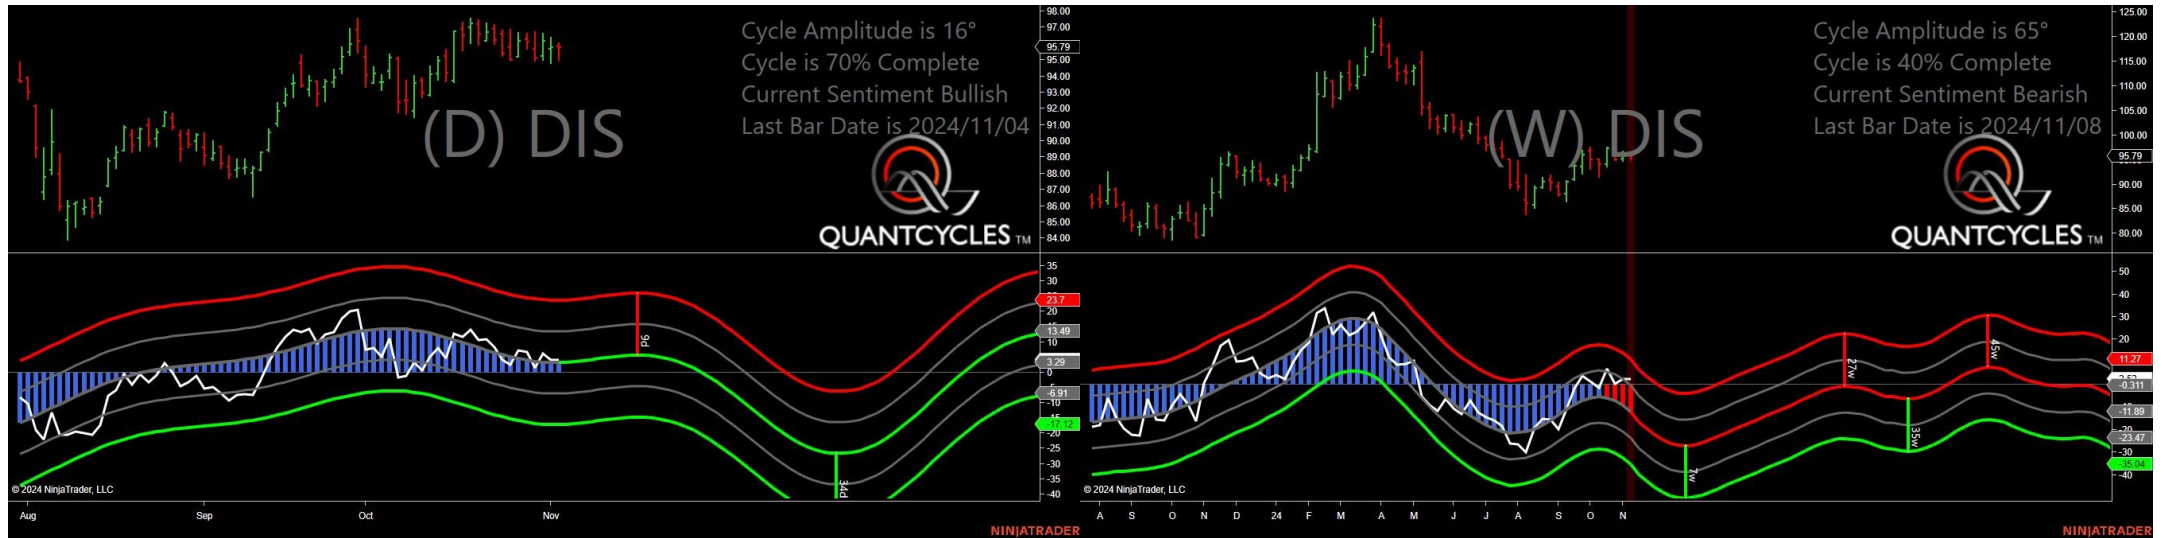 98.00
97.00
95.79
95.00
94.00
93.00
92.00
91.00
90.00
89.00
88.00
87.00
86.00
85.00
84.00
Cycle Amplitude is 16°
Cycle is 70% Complete
Current Sentiment Bullish
Last Bar Date is 2024/11/04
(D) DIS
QUANTCYCLES TM
35
23.7
20
13.49
10
3.29
0
-6.91
-10
-17.12
-20
-25
-30
-35
-40
9d
34d
© 2024 NinjaTrader, LLC
Aug Sep Oct Nov
NINJATRADER
125.00
120.00
115.00
110.00
105.00
100.00
95.79
90.00
85.00
80.00
Cycle Amplitude is 65°
Cycle is 40% Complete
Current Sentiment Bearish
Last Bar Date is 2024/11/08
(W) DIS
QUANTCYCLES TM
50
40
30
20
11.27
-0.311
-11.89
-23.47
-30
-35.04
-40
27w
45w
35w
7w
© 2024 NinjaTrader, LLC
A S O N D 24 F M A M J J A S O N
NINJATRADER